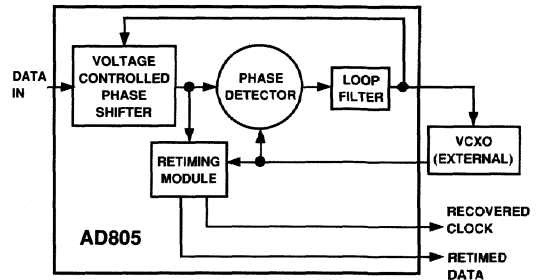 VOLTAGE
CONTROLLED
PHASE
SHIFTER
DATA
IN
PHASE
DETECTOR
LOOP
FILTER
VCXO
(EXTERNAL)
RETIMING
MODULE
RECOVERED
CLOCK
AD805
RETIMED
DATA